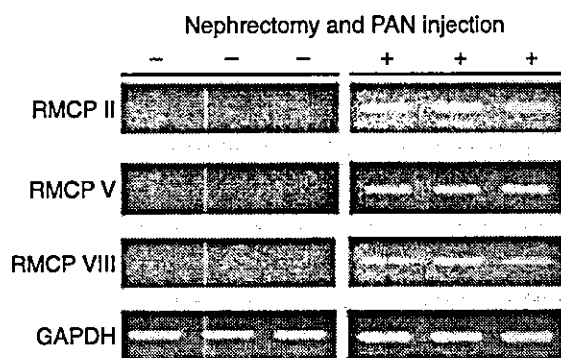 Nephrectomy and PAN injection
– – – + + +
RMCP II
RMCP V
RMCP VIII
GAPDH